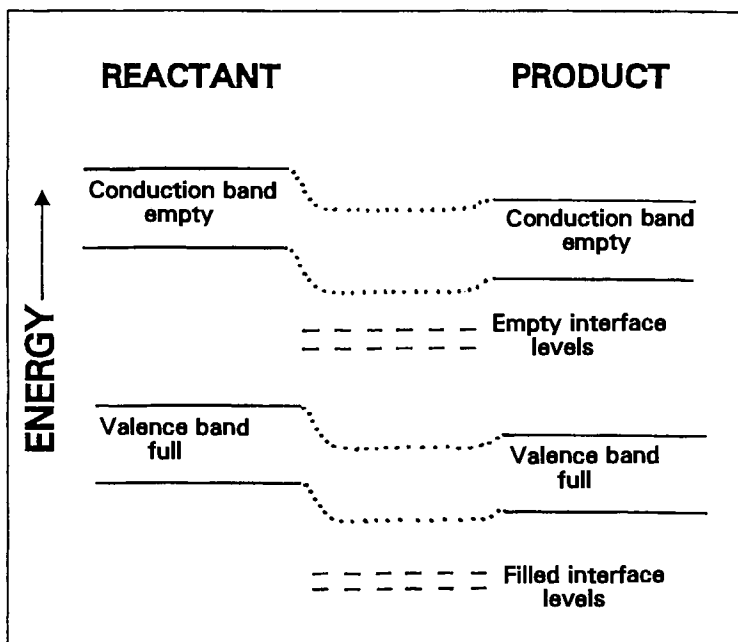 REACTANT
PRODUCT
Conduction band
empty
Conduction band
empty
Empty interface
levels
ENERGY
Valence band
full
Valence band
full
Filled interface
levels